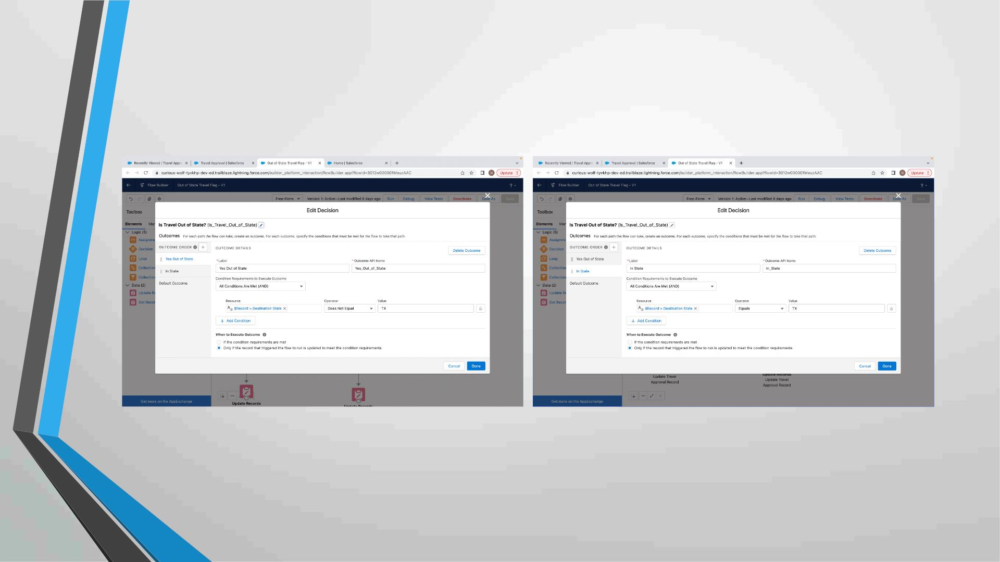 Recently Viewed | Travel Appr
Travel Approval | Salesforce
Out of State Travel Flag - V1
Home | Salesforce
curious-wolf-tyvkhp-dev-ed.trailblaze.lightning.force.com/builder_platform_interaction/flowBuilder.app?flowId=3012w000001MeuzAAC
H
Update
Flow Builder
Out of State Travel Flag - V1
?
Free-Form
Version 1: Active—Last modified 8 days ago
Run
Debug
View Tests
Deactivate
Save As
Save
Toolbox
Elements
Man
Logic (5)
Assignme
Decision
Loop
Collection
Collection
Data (2)
Update Re
Get Recor
Edit Decision
Is Travel Out of State? (Is_Travel_Out_of_State)
Outcomes For each path the flow can take, create an outcome. For each outcome, specify the conditions that must be met for the flow to take that path.
OUTCOME ORDER
Yes Out of State
In State
Default Outcome
OUTCOME DETAILS
Delete Outcome
* Label
* Outcome API Name
Yes Out of State
Yes_Out_of_State
Condition Requirements to Execute Outcome
All Conditions Are Met (AND)
Resource
Operator
Value
$Record > Destination State
Does Not Equal
TX
+ Add Condition
When to Execute Outcome
If the condition requirements are met
Only if the record that triggered the flow to run is updated to meet the condition requirements
Cancel
Done
Update Records
Update Records
Get more on the AppExchange
Recently Viewed | Travel Appr
Travel Approval | Salesforce
Out of State Travel Flag - V1
curious-wolf-tyvkhp-dev-ed.trailblaze.lightning.force.com/builder_platform_interaction/flowBuilder.app?flowId=3012w000001MeuzAAC
H
Update
Flow Builder
Out of State Travel Flag - V1
?
Free-Form
Version 1: Active—Last modified 8 days ago
Run
Debug
View Tests
Deactivate
Save As
Save
Toolbox
Elements
Man
Logic (5)
Assignme
Decision
Loop
Collection
Collection
Data (2)
Update Re
Get Recor
Edit Decision
Is Travel Out of State? (Is_Travel_Out_of_State)
Outcomes For each path the flow can take, create an outcome. For each outcome, specify the conditions that must be met for the flow to take that path.
OUTCOME ORDER
Yes Out of State
In State
Default Outcome
OUTCOME DETAILS
Delete Outcome
* Label
* Outcome API Name
In State
In_State
Condition Requirements to Execute Outcome
All Conditions Are Met (AND)
Resource
Operator
Value
$Record > Destination State
Equals
TX
+ Add Condition
When to Execute Outcome
If the condition requirements are met
Only if the record that triggered the flow to run is updated to meet the condition requirements
Cancel
Done
Update Travel
Approval Record
Update Records
Update Travel
Approval Record
Get more on the AppExchange